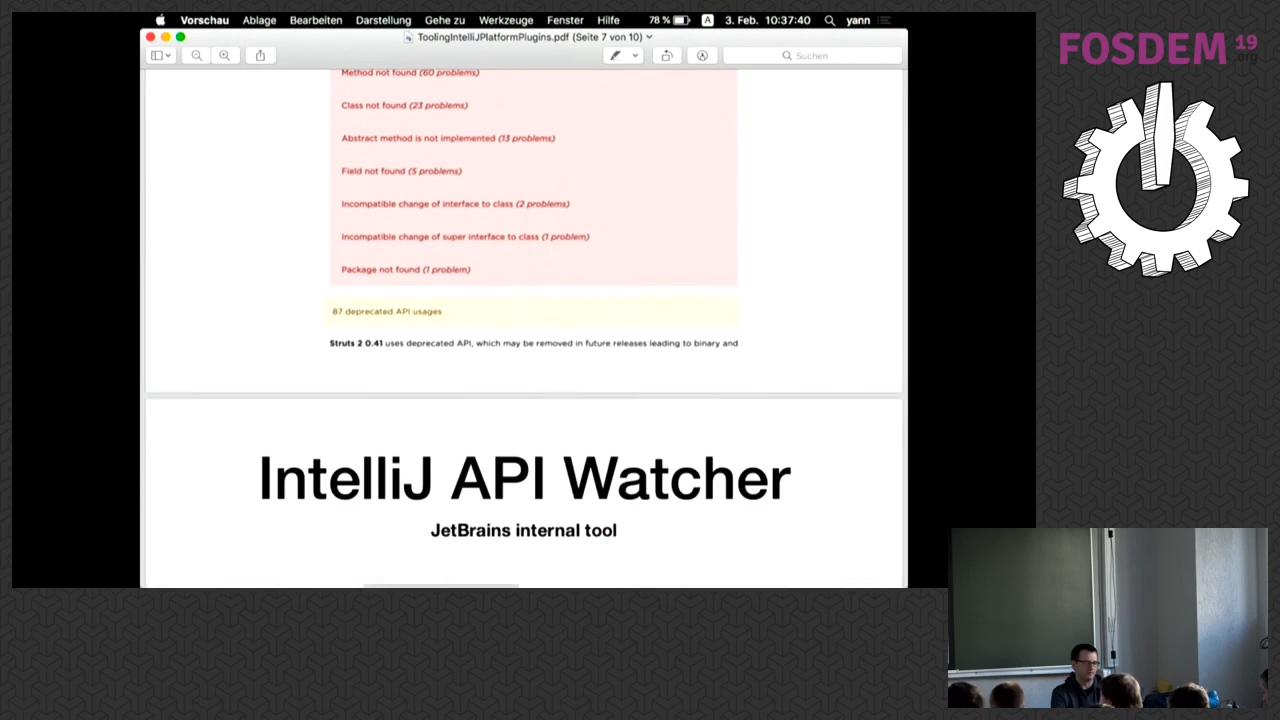 Vorschau Ablage Bearbeiten Darstellung Gehe zu Werkzeuge Fenster Hilfe 78 % A 3. Feb. 10:37:40 yann
ToolingIntelliJPlatformPlugins.pdf (Seite 7 von 10)
Suchen
FOSDEM 19
.org
Method not found (60 problems)
Class not found (23 problems)
Abstract method is not implemented (13 problems)
Field not found (5 problems)
Incompatible change of interface to class (2 problems)
Incompatible change of super interface to class (1 problem)
Package not found (1 problem)
87 deprecated API usages
Struts 2 0.41 uses deprecated API, which may be removed in future releases leading to binary and
IntelliJ API Watcher
JetBrains internal tool